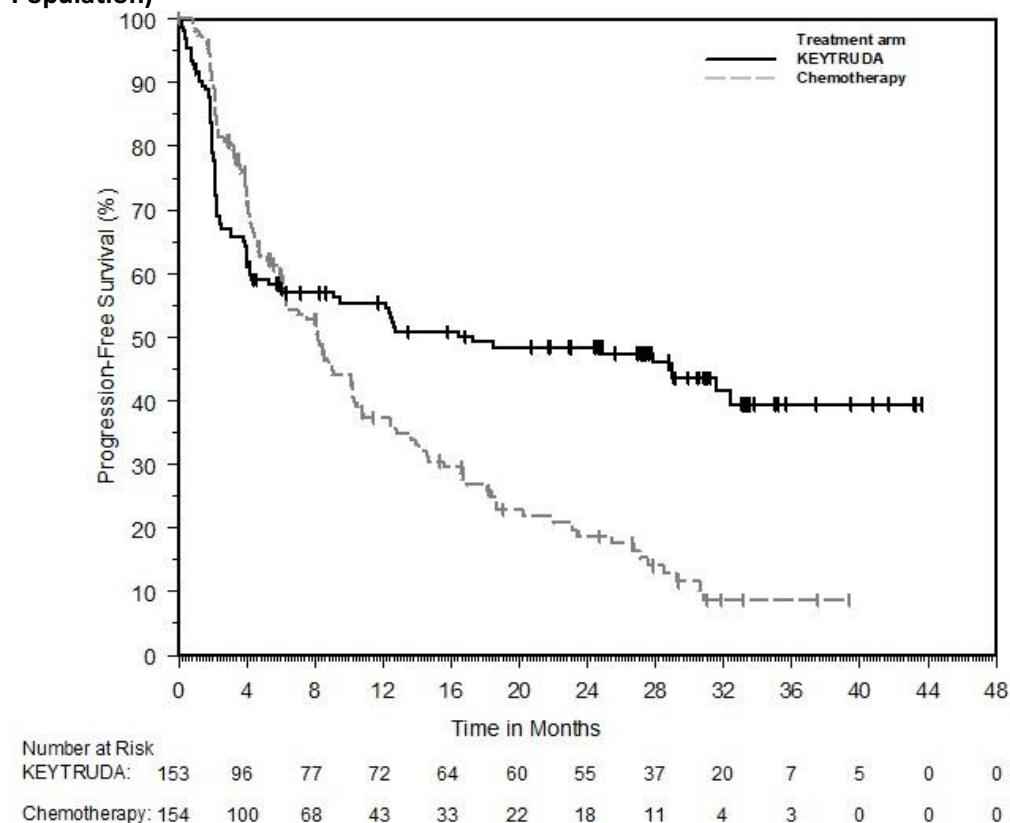 Population)
Treatment arm
KEYTRUDA
Chemotherapy
Progression-Free Survival (%)
100
90
80
70
60
50
40
30
20
10
0
0 4 8 12 16 20 24 28 32 36 40 44 48
Time in Months
Number at Risk
KEYTRUDA: 153 96 77 72 64 60 55 37 20 7 5 0 0
Chemotherapy: 154 100 68 43 33 22 18 11 4 3 0 0 0